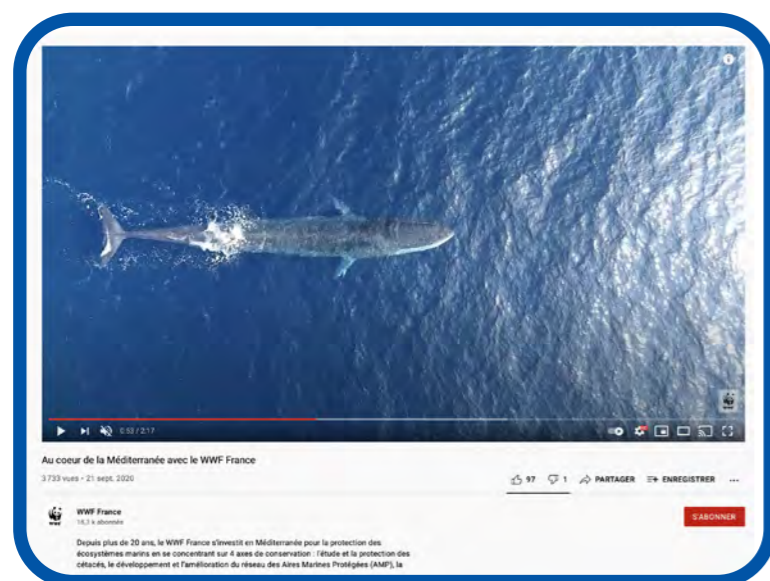 0:53 / 2:17
Au coeur de la Méditerranée avec le WWF France
3 733 vues • 21 sept. 2020
97 1 PARTAGER ENREGISTRER ...
WWF France
abonnés
S'ABONNER
Depuis plus de 20 ans, le WWF France s'investit en Méditerranée pour la protection des
écosystèmes marins en se concentrant sur 4 axes de conservation : l'étude et la protection des
cétacés, le développement et l'amélioration du réseau des Aires Marines Protégées (AMP), la